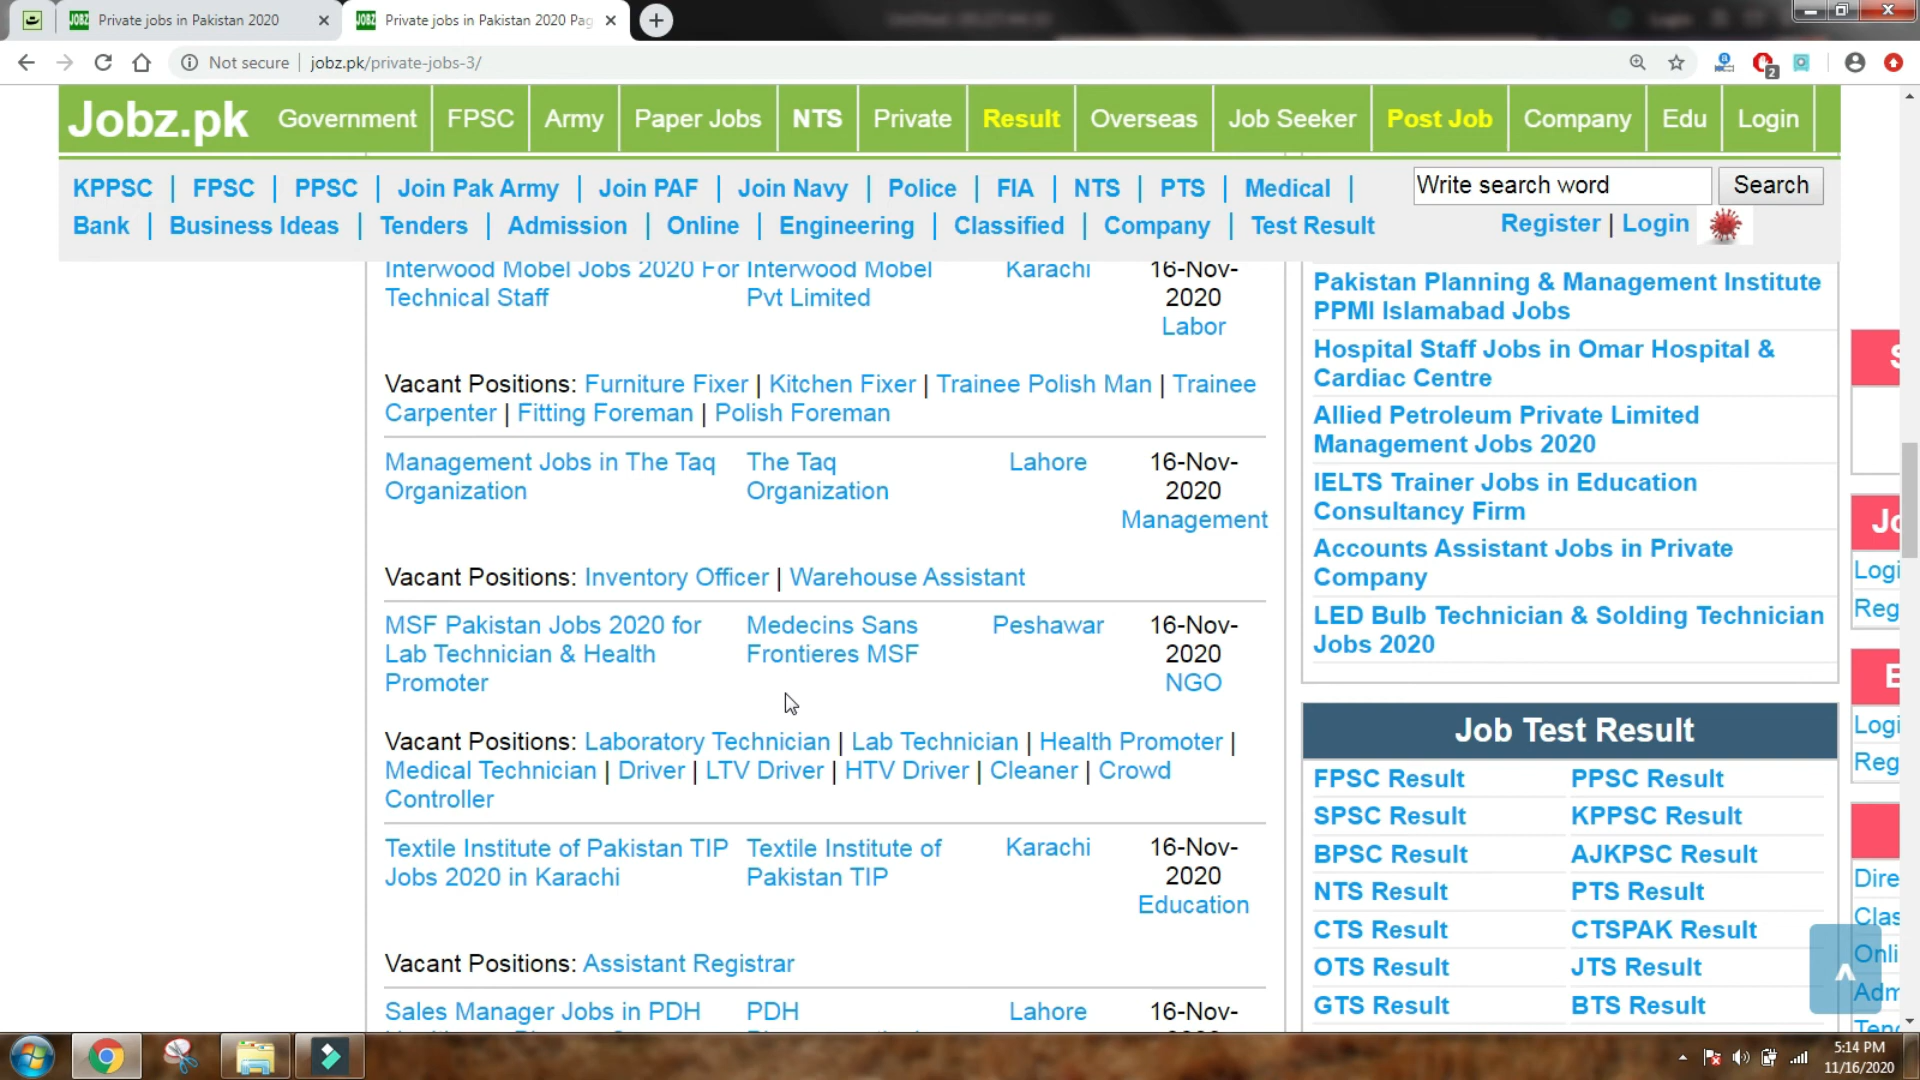 Private jobs in Pakistan 2020
Private jobs in Pakistan 2020 Pag
Not secure | jobz.pk/private-jobs-3/
2
Jobz.pk Government FPSC Army Paper Jobs NTS Private Result Overseas Job Seeker Post Job Company Edu Login
KPPSC | FPSC | PPSC | Join Pak Army | Join PAF | Join Navy | Police | FIA | NTS | PTS | Medical |
Bank | Business Ideas | Tenders | Admission | Online | Engineering | Classified | Company | Test Result
Write search word Search
Register | Login
Interwood Mobel Jobs 2020 For Interwood Mobel Karachi 16-Nov-
Technical Staff Pvt Limited 2020
Labor
Vacant Positions: Furniture Fixer | Kitchen Fixer | Trainee Polish Man | Trainee
Carpenter | Fitting Foreman | Polish Foreman
Management Jobs in The Taq The Taq Lahore 16-Nov-
Organization Organization 2020
Management
Vacant Positions: Inventory Officer | Warehouse Assistant
MSF Pakistan Jobs 2020 for Medecins Sans Peshawar 16-Nov-
Lab Technician & Health Frontieres MSF 2020
Promoter NGO
Vacant Positions: Laboratory Technician | Lab Technician | Health Promoter |
Medical Technician | Driver | LTV Driver | HTV Driver | Cleaner | Crowd
Controller
Textile Institute of Pakistan TIP Textile Institute of Karachi 16-Nov-
Jobs 2020 in Karachi Pakistan TIP 2020
Education
Vacant Positions: Assistant Registrar
Sales Manager Jobs in PDH PDH Lahore 16-Nov-
Pakistan Planning & Management Institute
PPMI Islamabad Jobs
Hospital Staff Jobs in Omar Hospital &
Cardiac Centre
Allied Petroleum Private Limited
Management Jobs 2020
IELTS Trainer Jobs in Education
Consultancy Firm
Accounts Assistant Jobs in Private
Company
LED Bulb Technician & Solding Technician
Jobs 2020
Job Test Result
FPSC Result PPSC Result
SPSC Result KPPSC Result
BPSC Result AJKPSC Result
NTS Result PTS Result
CTS Result CTSPAK Result
OTS Result JTS Result
GTS Result BTS Result
S
Jo
Logi
Reg
E
Logi
Reg
Dire
Clas
Onli
Adm
Tend
5:14 PM
11/16/2020